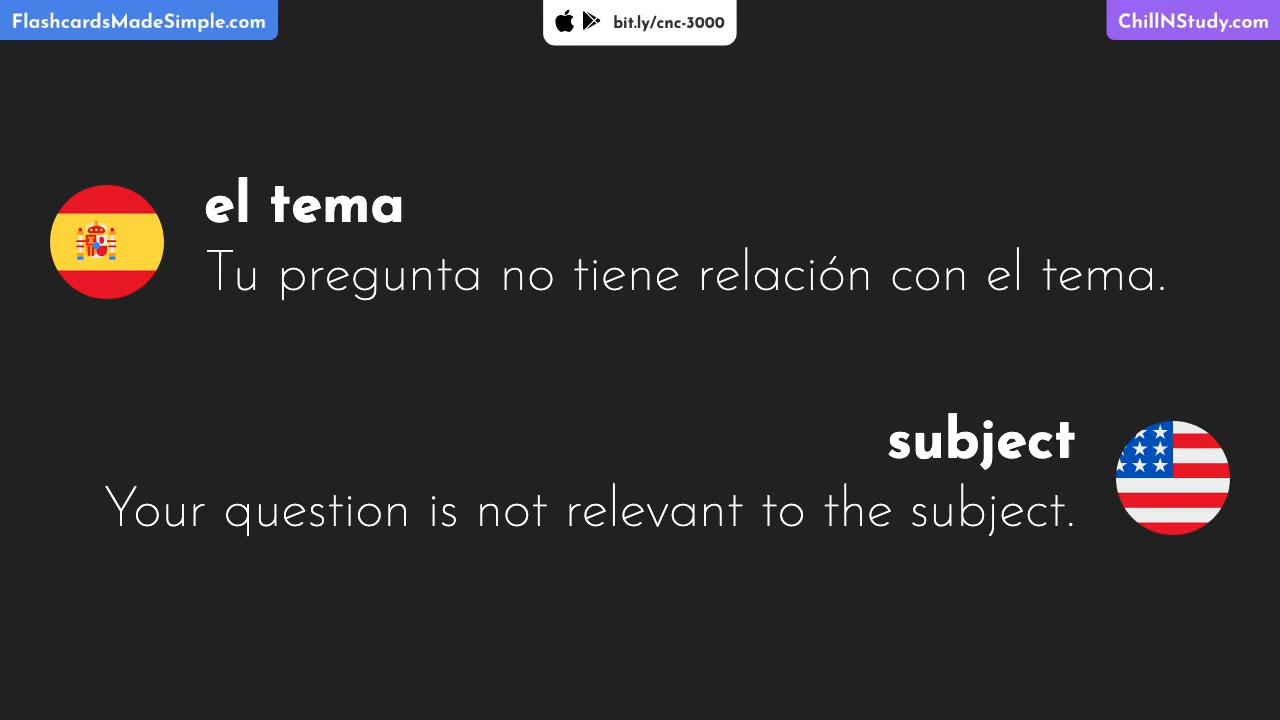 FlashcardsMadeSimple.com
bit.ly/cnc-3000
ChillNStudy.com
el tema
Tu pregunta no tiene relación con el tema.
subject
Your question is not relevant to the subject.